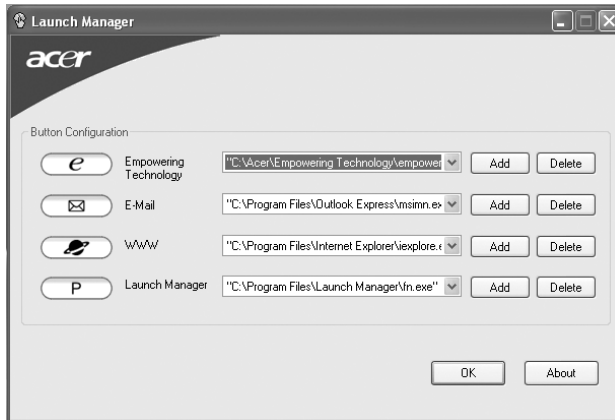 Launch Manager
acer
Button Configuration
e Empowering Technology "C:\Acer\Empowering Technology\empower Add Delete
E-Mail "C:\Program Files\Outlook Express\msimn.ex Add Delete
WWW "C:\Program Files\Internet Explorer\iexplore.e Add Delete
P Launch Manager "C:\Program Files\Launch Manager\fn.exe" Add Delete
OK About